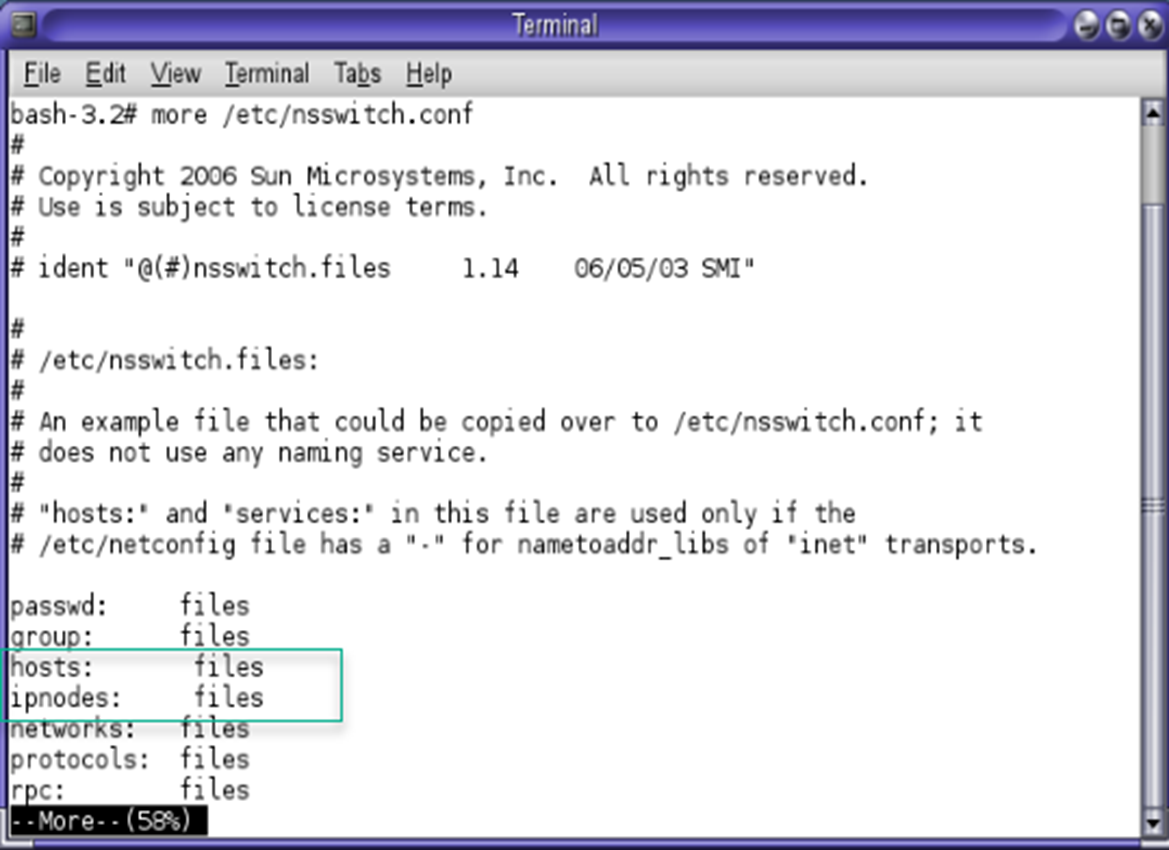 Terminal
File Edit View Terminal Tabs Help
bash-3.2# more /etc/nsswitch.conf
#
# Copyright 2006 Sun Microsystems, Inc.  All rights reserved.
# Use is subject to license terms.
#
# ident "@(#)nsswitch.files     1.14    06/05/03 SMI"
#
# /etc/nsswitch.files:
#
# An example file that could be copied over to /etc/nsswitch.conf; it
# does not use any naming service.
#
# "hosts:" and "services:" in this file are used only if the
# /etc/netconfig file has a "-" for nametoaddr_libs of "inet" transports.
passwd:     files
group:      files
hosts:       files
ipnodes:     files
networks:   files
protocols:  files
rpc:        files
--More--(58%)